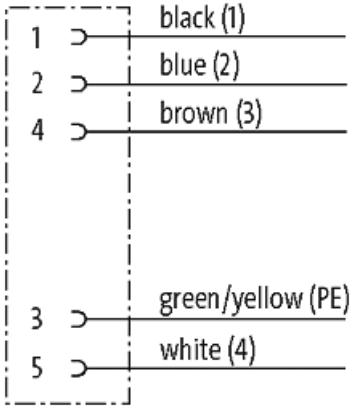 1 black (1)
2 blue (2)
4 brown (3)
3 green/yellow (PE)
5 white (4)